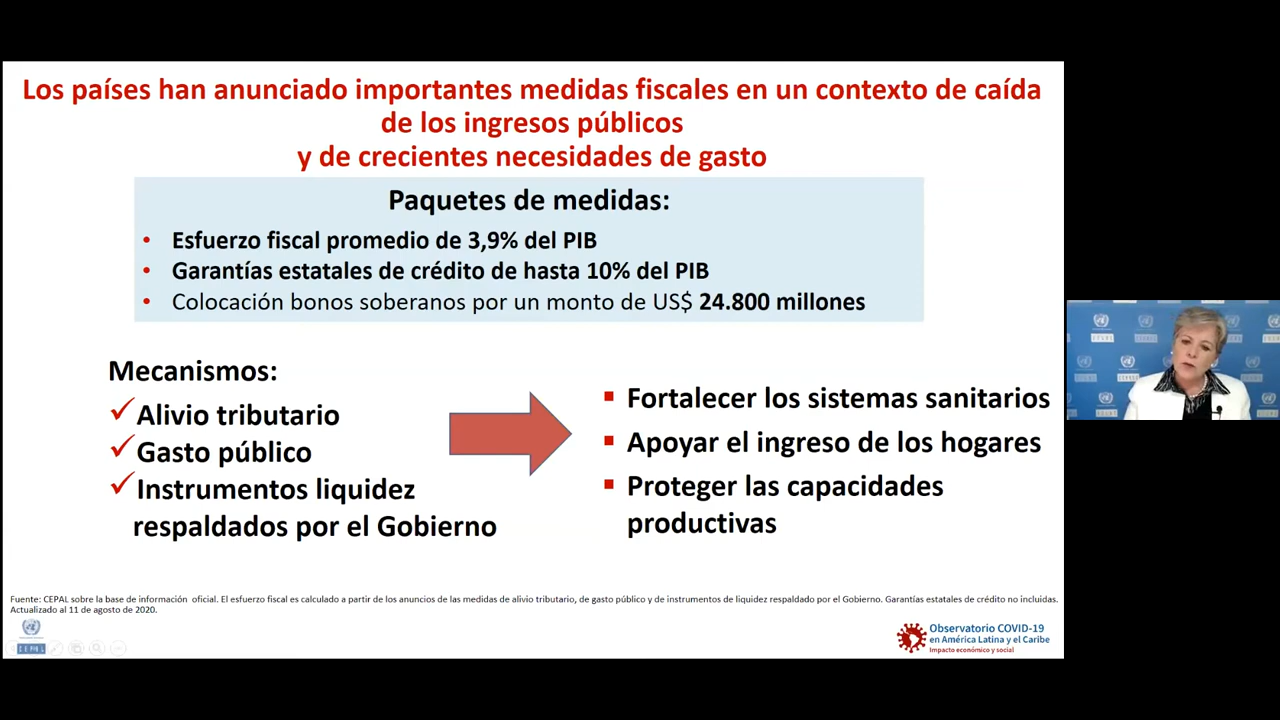 Los países han anunciado importantes medidas fiscales en un contexto de caída
de los ingresos públicos
y de crecientes necesidades de gasto
Paquetes de medidas:
• Esfuerzo fiscal promedio de 3,9% del PIB
• Garantías estatales de crédito de hasta 10% del PIB
• Colocación bonos soberanos por un monto de US$ 24.800 millones
Mecanismos:
✓ Alivio tributario
✓ Gasto público
✓ Instrumentos liquidez
respaldados por el Gobierno
▪ Fortalecer los sistemas sanitarios
▪ Apoyar el ingreso de los hogares
▪ Proteger las capacidades
productivas
Fuente: CEPAL sobre la base de información oficial. El esfuerzo fiscal es calculado a partir de los anuncios de las medidas de alivio tributario, de gasto público y de instrumentos de liquidez respaldado por el Gobierno. Garantías estatales de crédito no incluidas.
Actualizado al 11 de agosto de 2020.
CEPAL
Observatorio COVID-19
en América Latina y el Caribe
Impacto económico y social